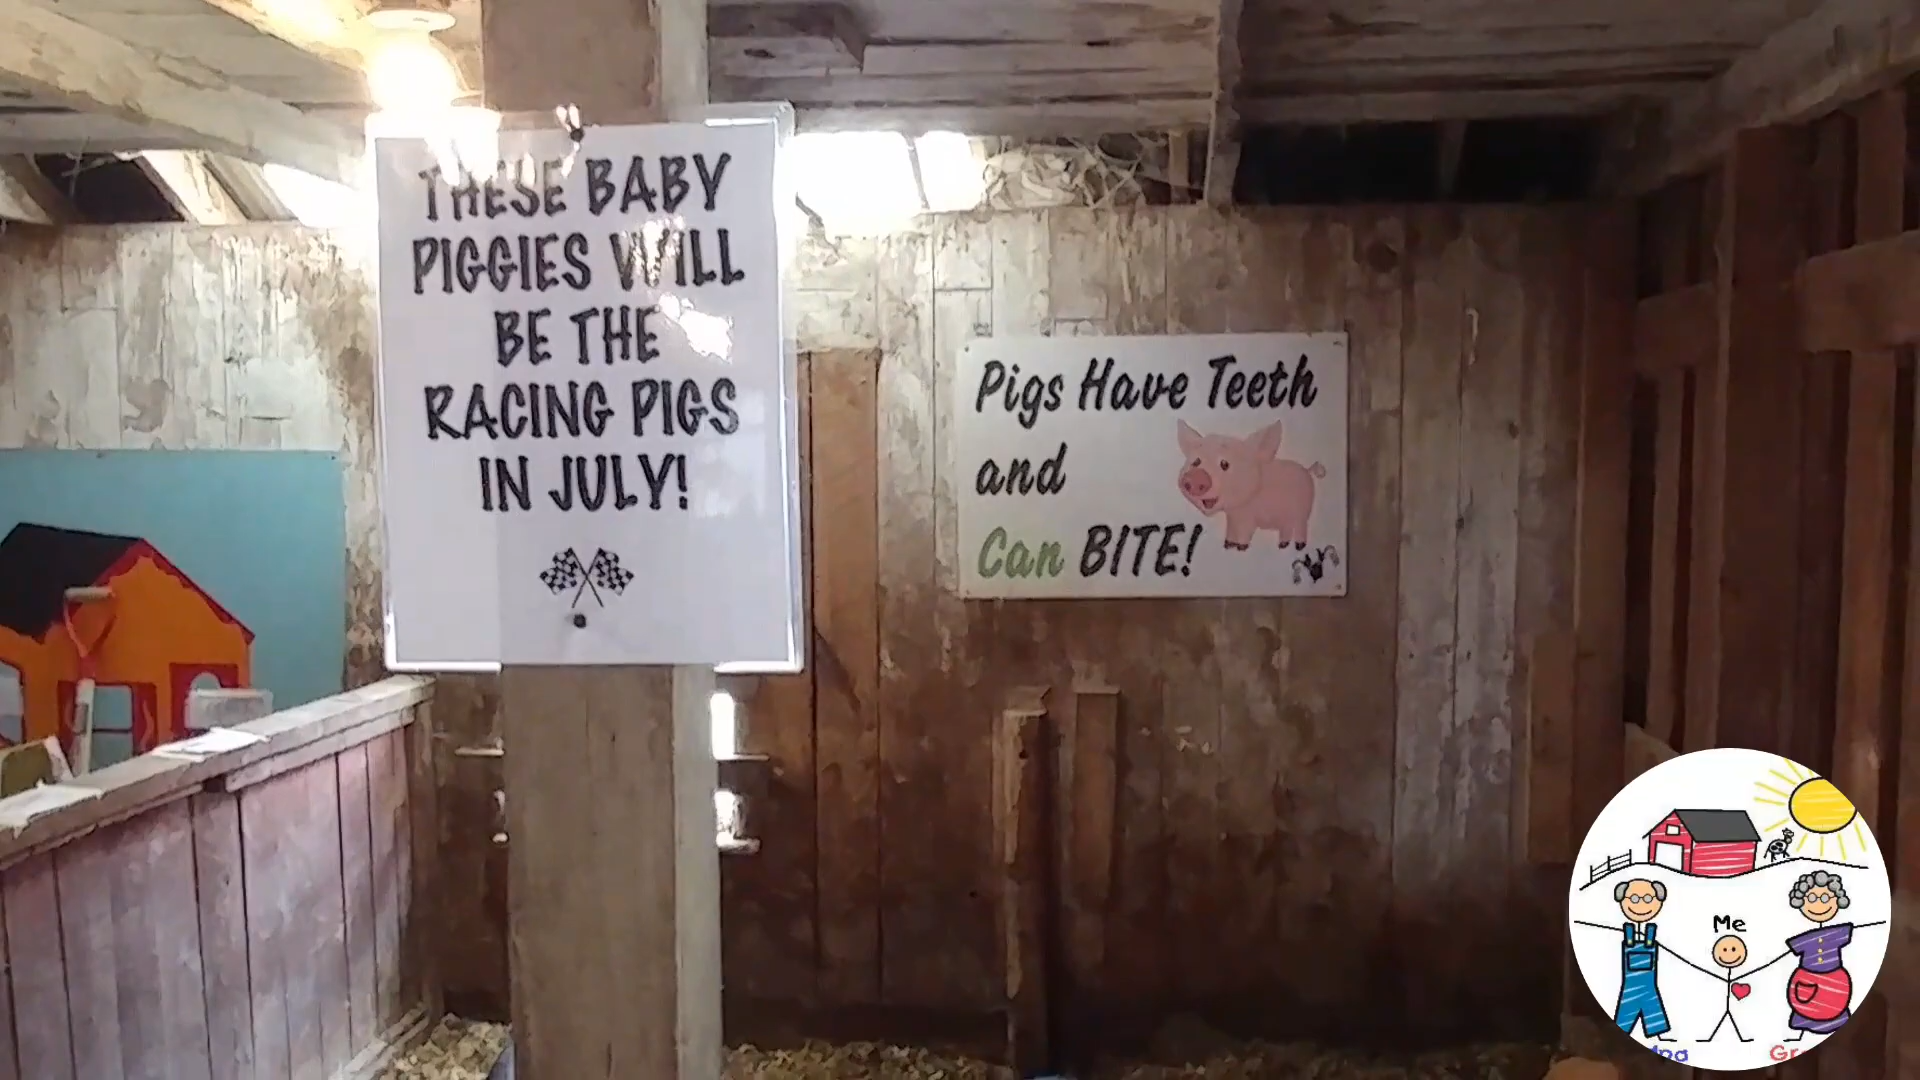 THESE BABY
PIGGIES WILL
BE THE
RACING PIGS
IN JULY!
Pigs Have Teeth
and
Can BITE!
Me